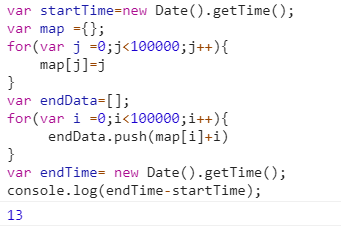 var startTime=new Date().getTime();
var map ={};
for(var j =0;j<100000;j++){
    map[j]=j
}
var endData=[];
for(var i =0;i<100000;i++){
     endData.push(map[i]+i)
}
var endTime= new Date().getTime();
console.log(endTime-startTime);
13